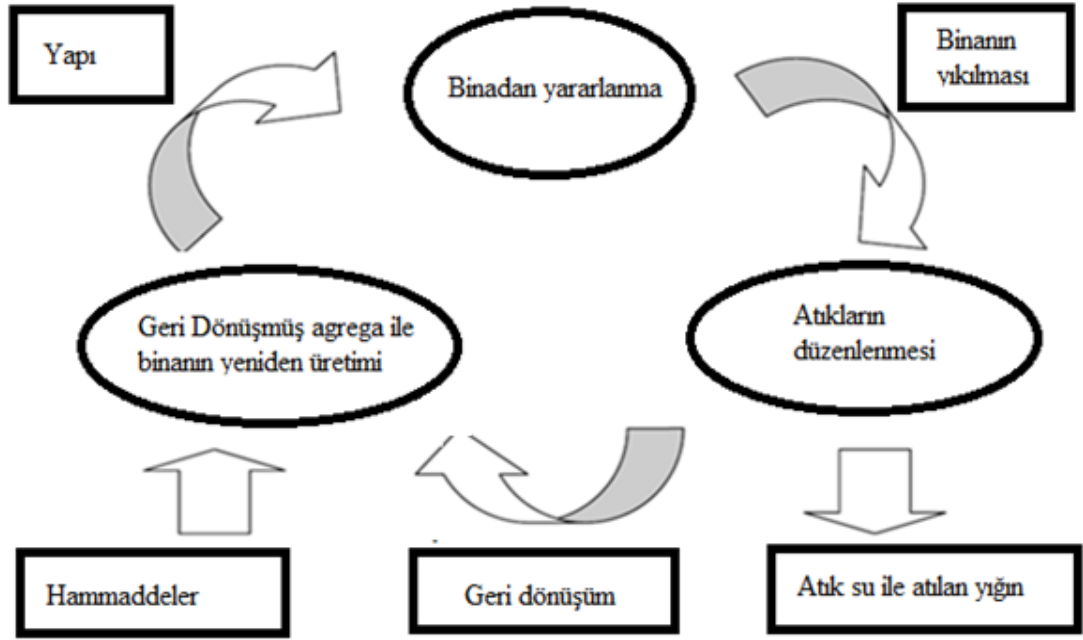 Yapı
Binadan yararlanma
Binanın
yıkılması
Geri Dönüşmüş agrega ile
binanın yeniden üretimi
Atıkların
düzenlenmesi
Hammaddeler
Geri dönüşüm
Atık su ile atılan yığın